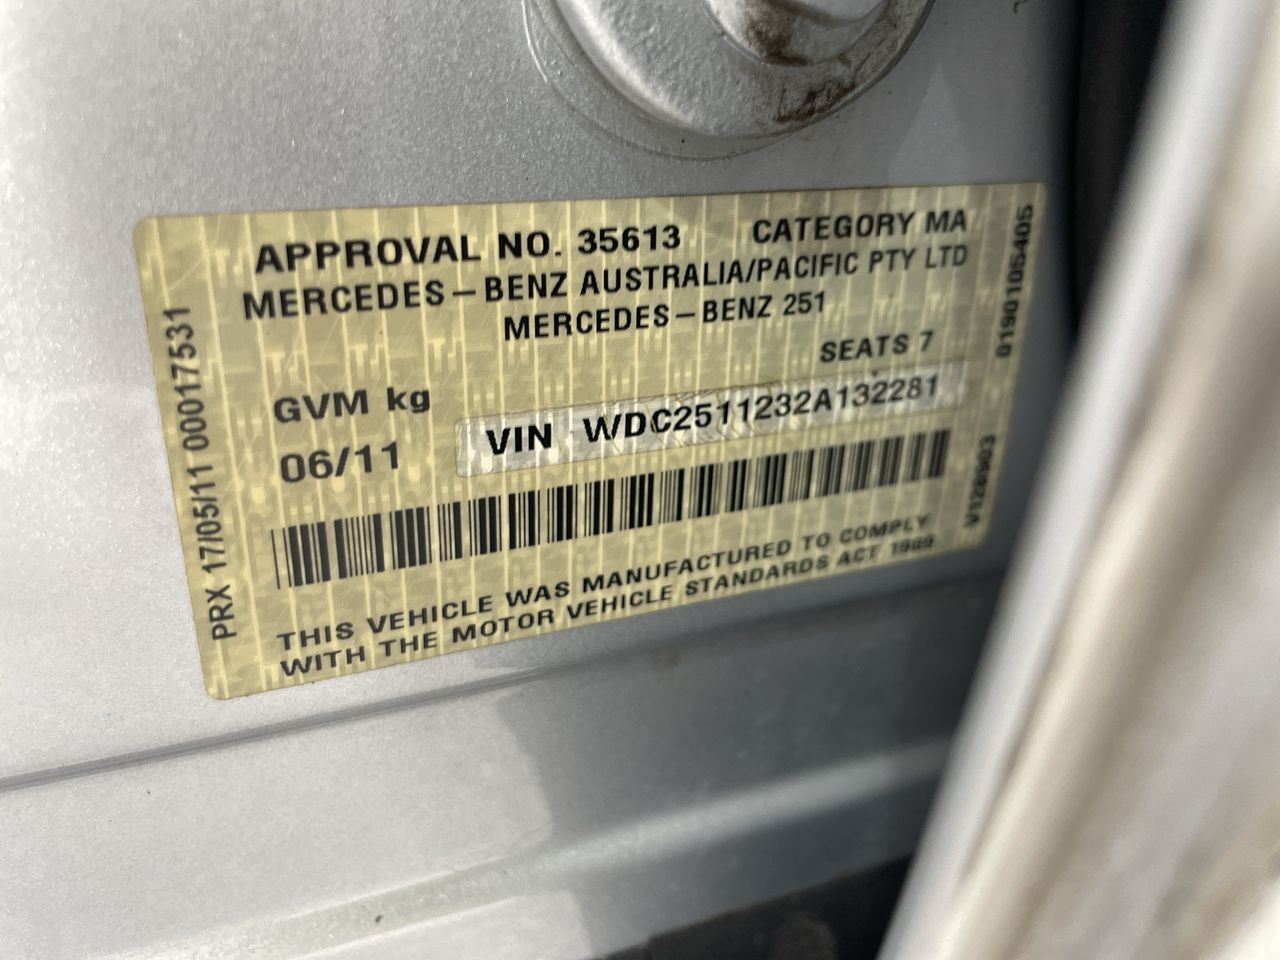 APPROVAL NO. 35613 CATEGORY MA
MERCEDES-BENZ AUSTRALIA/PACIFIC PTY LTD
MERCEDES-BENZ 251
SEATS 7
GVM kg
06/11
VIN WDC2511232A132281
THIS VEHICLE WAS MANUFACTURED TO COMPLY
WITH THE MOTOR VEHICLE STANDARDS ACT 1989
PRX 17/05/11 00017531
0190105405
V128903